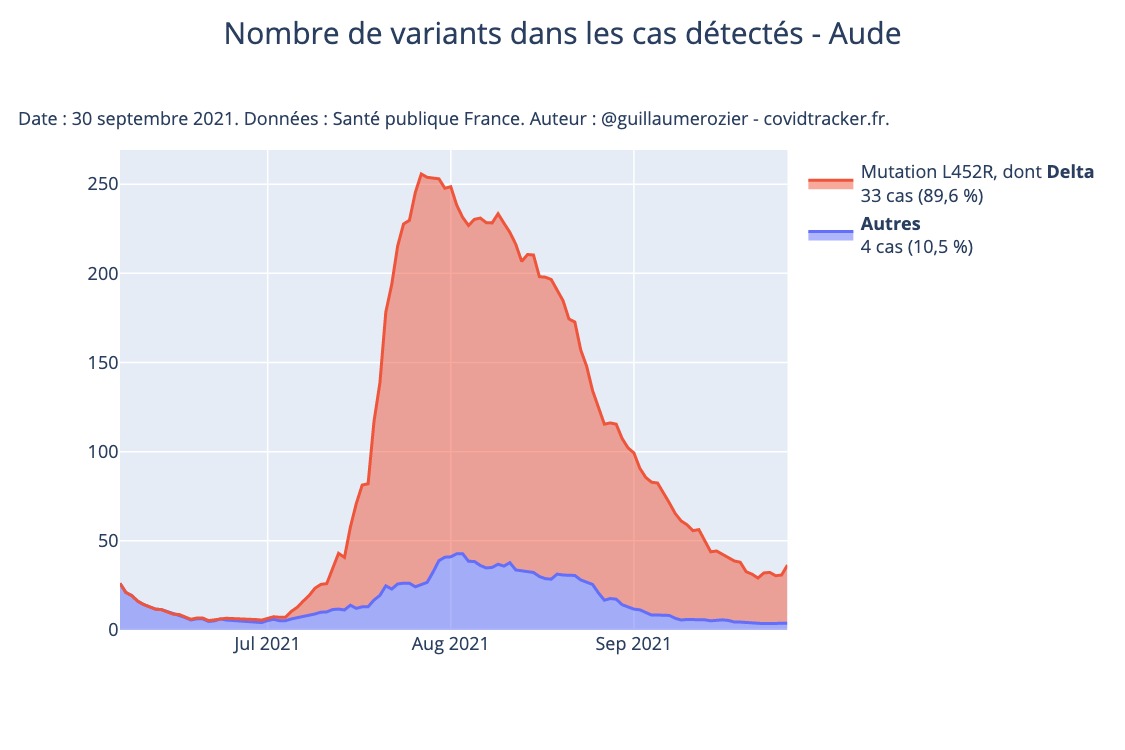 Nombre de variants dans les cas détectés - Aude
Date : 30 septembre 2021. Données : Santé publique France. Auteur : @guillaumerozier - covidtracker.fr.
Mutation L452R, dont Delta
33 cas (89,6 %)
Autres
4 cas (10,5 %)
250
200
150
100
50
0
Jul 2021
Aug 2021
Sep 2021